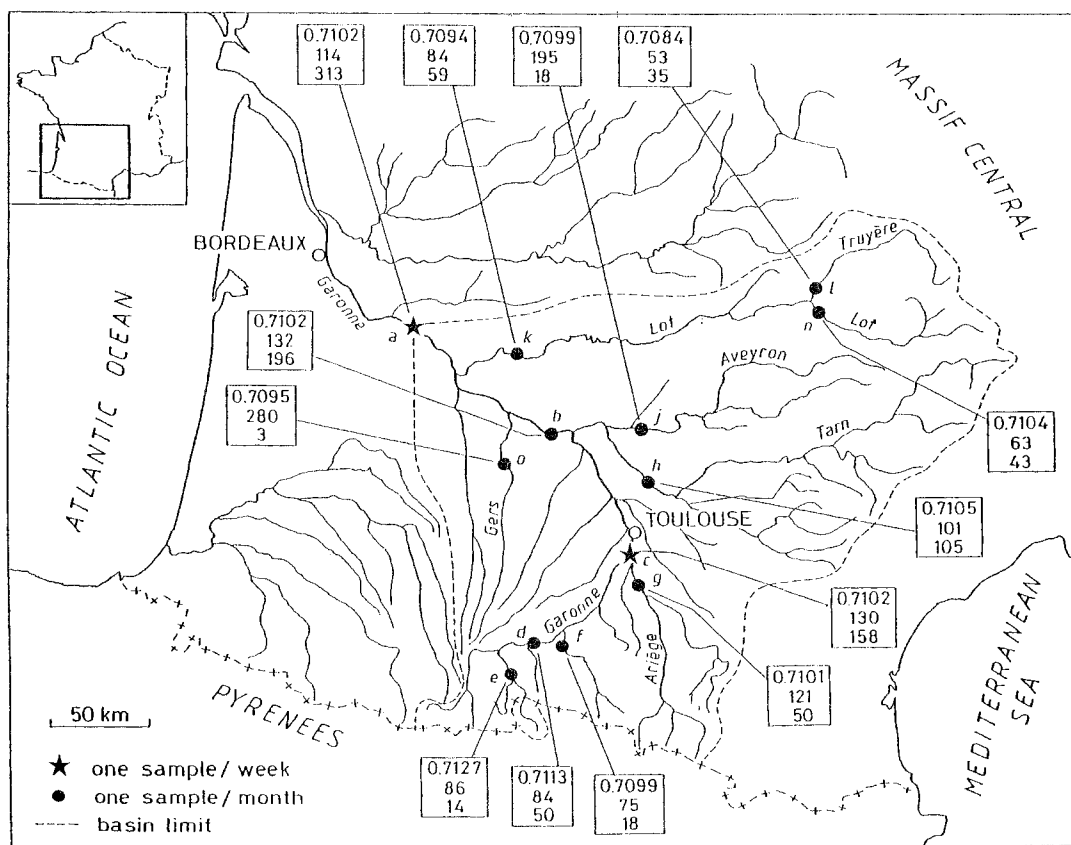 0.7102
114
313
0.7094
84
59
0.7099
195
18
0.7084
53
35
MASSIF CENTRAL
BORDEAUX
Garonne
Truyère
l
n
Lot
Lot
a
k
Aveyron
ATLANTIC OCEAN
0.7102
132
196
0.7095
280
3
b
j
Tarn
0.7104
63
43
o
h
Gers
TOULOUSE
0.7105
101
105
c
g
Garonne
d
f
Ariège
e
0.7102
130
158
0.7101
121
50
PYRENEES
MEDITERRANEAN
SEA
50 km
one sample/week
one sample/month
basin limit
0.7127
86
14
0.7113
84
50
0.7099
75
18